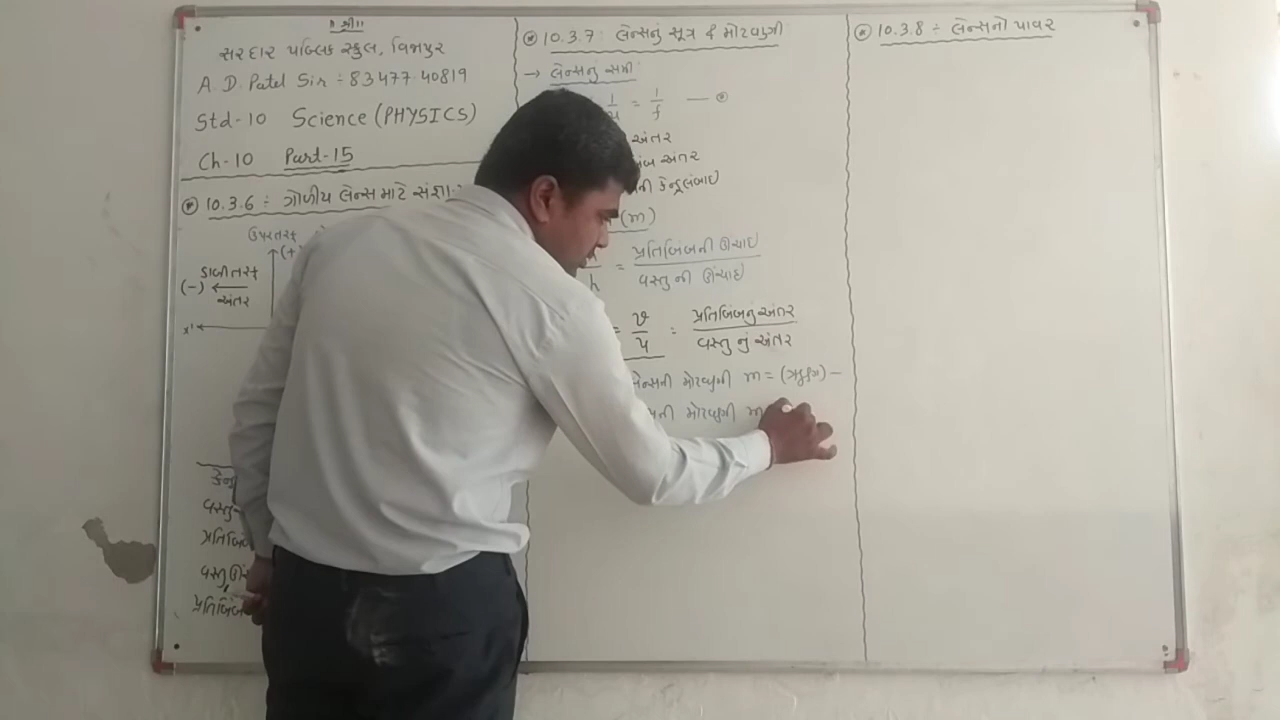 ॥ શ્રી ॥
સરદાર પબ્લિક સ્કુલ, વિજાપુર
A. D. Patel Sir ÷ 83477 40819
Std-10 Science (PHYSICS)
Ch-10 Part-15
10.3.6 ÷ ગોળીય લેન્સ માટે સંજ્ઞા
ઉપરતરફ
(+
ડાબી તરફ
(-)
અંતર
x'
વસ્તુ
પ્રતિબિંબ
વસ્તુ
પ્રતિબિંબ
10.3.7: લેન્સનું સૂત્ર & મોટવણી
→ લેન્સનું સમી.
1/u = 1/f
અંતર
અંતર
ની કેન્દ્રલંબાઈ
(m)
h = પ્રતિબિંબની ઊંચાઈ / વસ્તુની ઊંચાઈ
= v/u = પ્રતિબિંબનુંઅંતર / વસ્તુ નું અંતર
લેન્સની મોટવણી m = (ઋણ) -
ની મોટવણી m
10.3.8 ÷ લેન્સનો પાવર